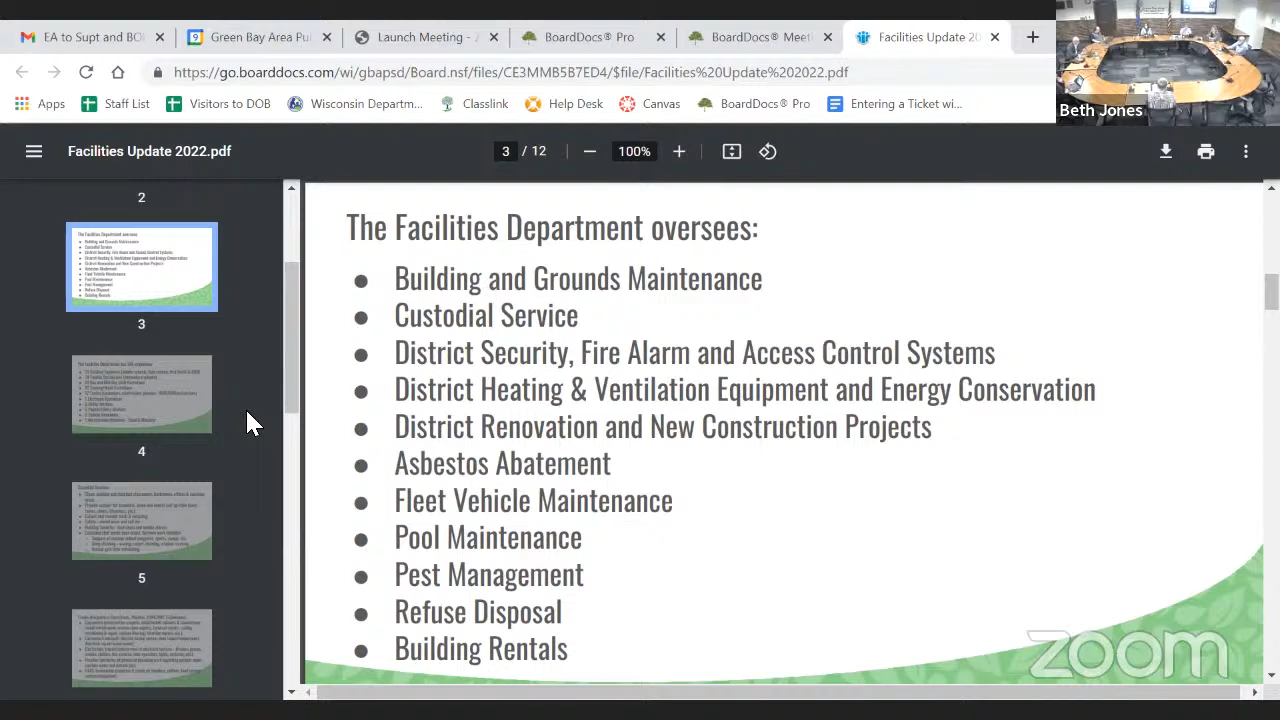 EA to Supt and BO
Green Bay Area Pu
Launch Meeting
BoardDocs® Pro
BoardDocs® Meeti
Facilities Update 20
https://go.boarddocs.com/wi/gbaps/Board.nsf/files/CE3MMB5B7ED4/$file/Facilities%20Update%202022.pdf
Apps
Staff List
Visitors to DOB
Wisconsin Departm...
Classlink
Help Desk
Canvas
BoardDocs® Pro
Entering a Ticket wi...
Beth Jones
Facilities Update 2022.pdf
3 / 12
100%
2
3
4
5
The Facilities Department oversees:
● Building and Grounds Maintenance
● Custodial Service
● District Security, Fire Alarm and Access Control Systems
● District Heating & Ventilation Equipment and Energy Conservation
● District Renovation and New Construction Projects
● Asbestos Abatement
● Fleet Vehicle Maintenance
● Pool Maintenance
● Pest Management
● Refuse Disposal
● Building Rentals
zoom